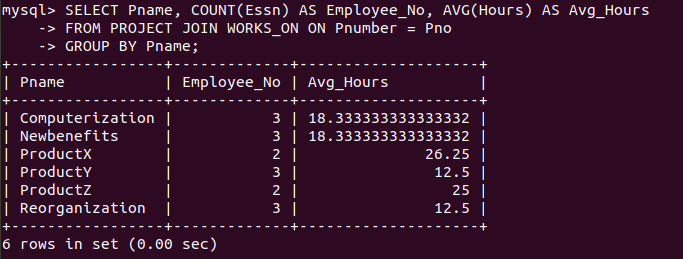 mysql> SELECT Pname, COUNT(Essn) AS Employee_No, AVG(Hours) AS Avg_Hours
    -> FROM PROJECT JOIN WORKS_ON ON Pnumber = Pno
    -> GROUP BY Pname;
+-----------------+-------------+--------------------+
| Pname           | Employee_No | Avg_Hours          |
+-----------------+-------------+--------------------+
| Computerization |           3 | 18.333333333333332 |
| Newbenefits     |           3 | 18.333333333333332 |
| ProductX        |           2 |              26.25 |
| ProductY        |           3 |               12.5 |
| ProductZ        |           2 |                 25 |
| Reorganization  |           3 |               12.5 |
+-----------------+-------------+--------------------+
6 rows in set (0.00 sec)